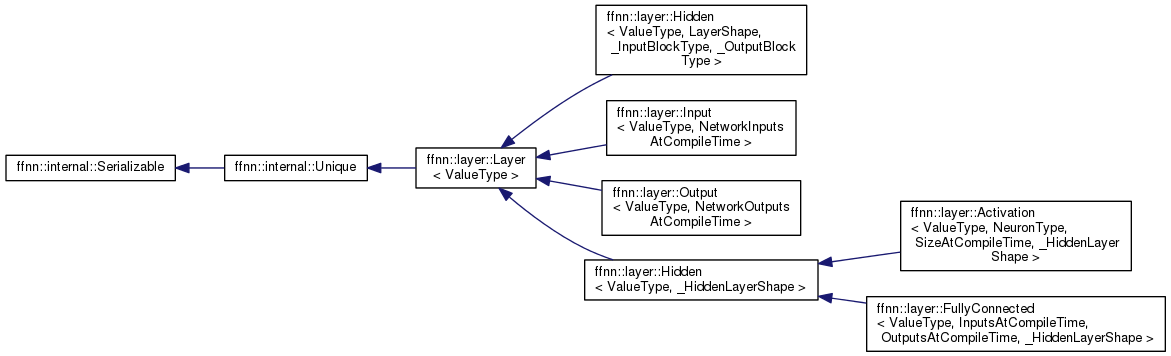 ffnn::internal::Serializable
ffnn::internal::Unique
ffnn::layer::Layer
< ValueType >
ffnn::layer::Hidden
< ValueType, LayerShape,
_InputBlockType, _OutputBlock
Type >
ffnn::layer::Input
< ValueType, NetworkInputs
AtCompileTime >
ffnn::layer::Output
< ValueType, NetworkOutputs
AtCompileTime >
ffnn::layer::Hidden
< ValueType, _HiddenLayerShape >
ffnn::layer::Activation
< ValueType, NeuronType,
SizeAtCompileTime, _HiddenLayer
Shape >
ffnn::layer::FullyConnected
< ValueType, InputsAtCompileTime,
OutputsAtCompileTime, _HiddenLayerShape >